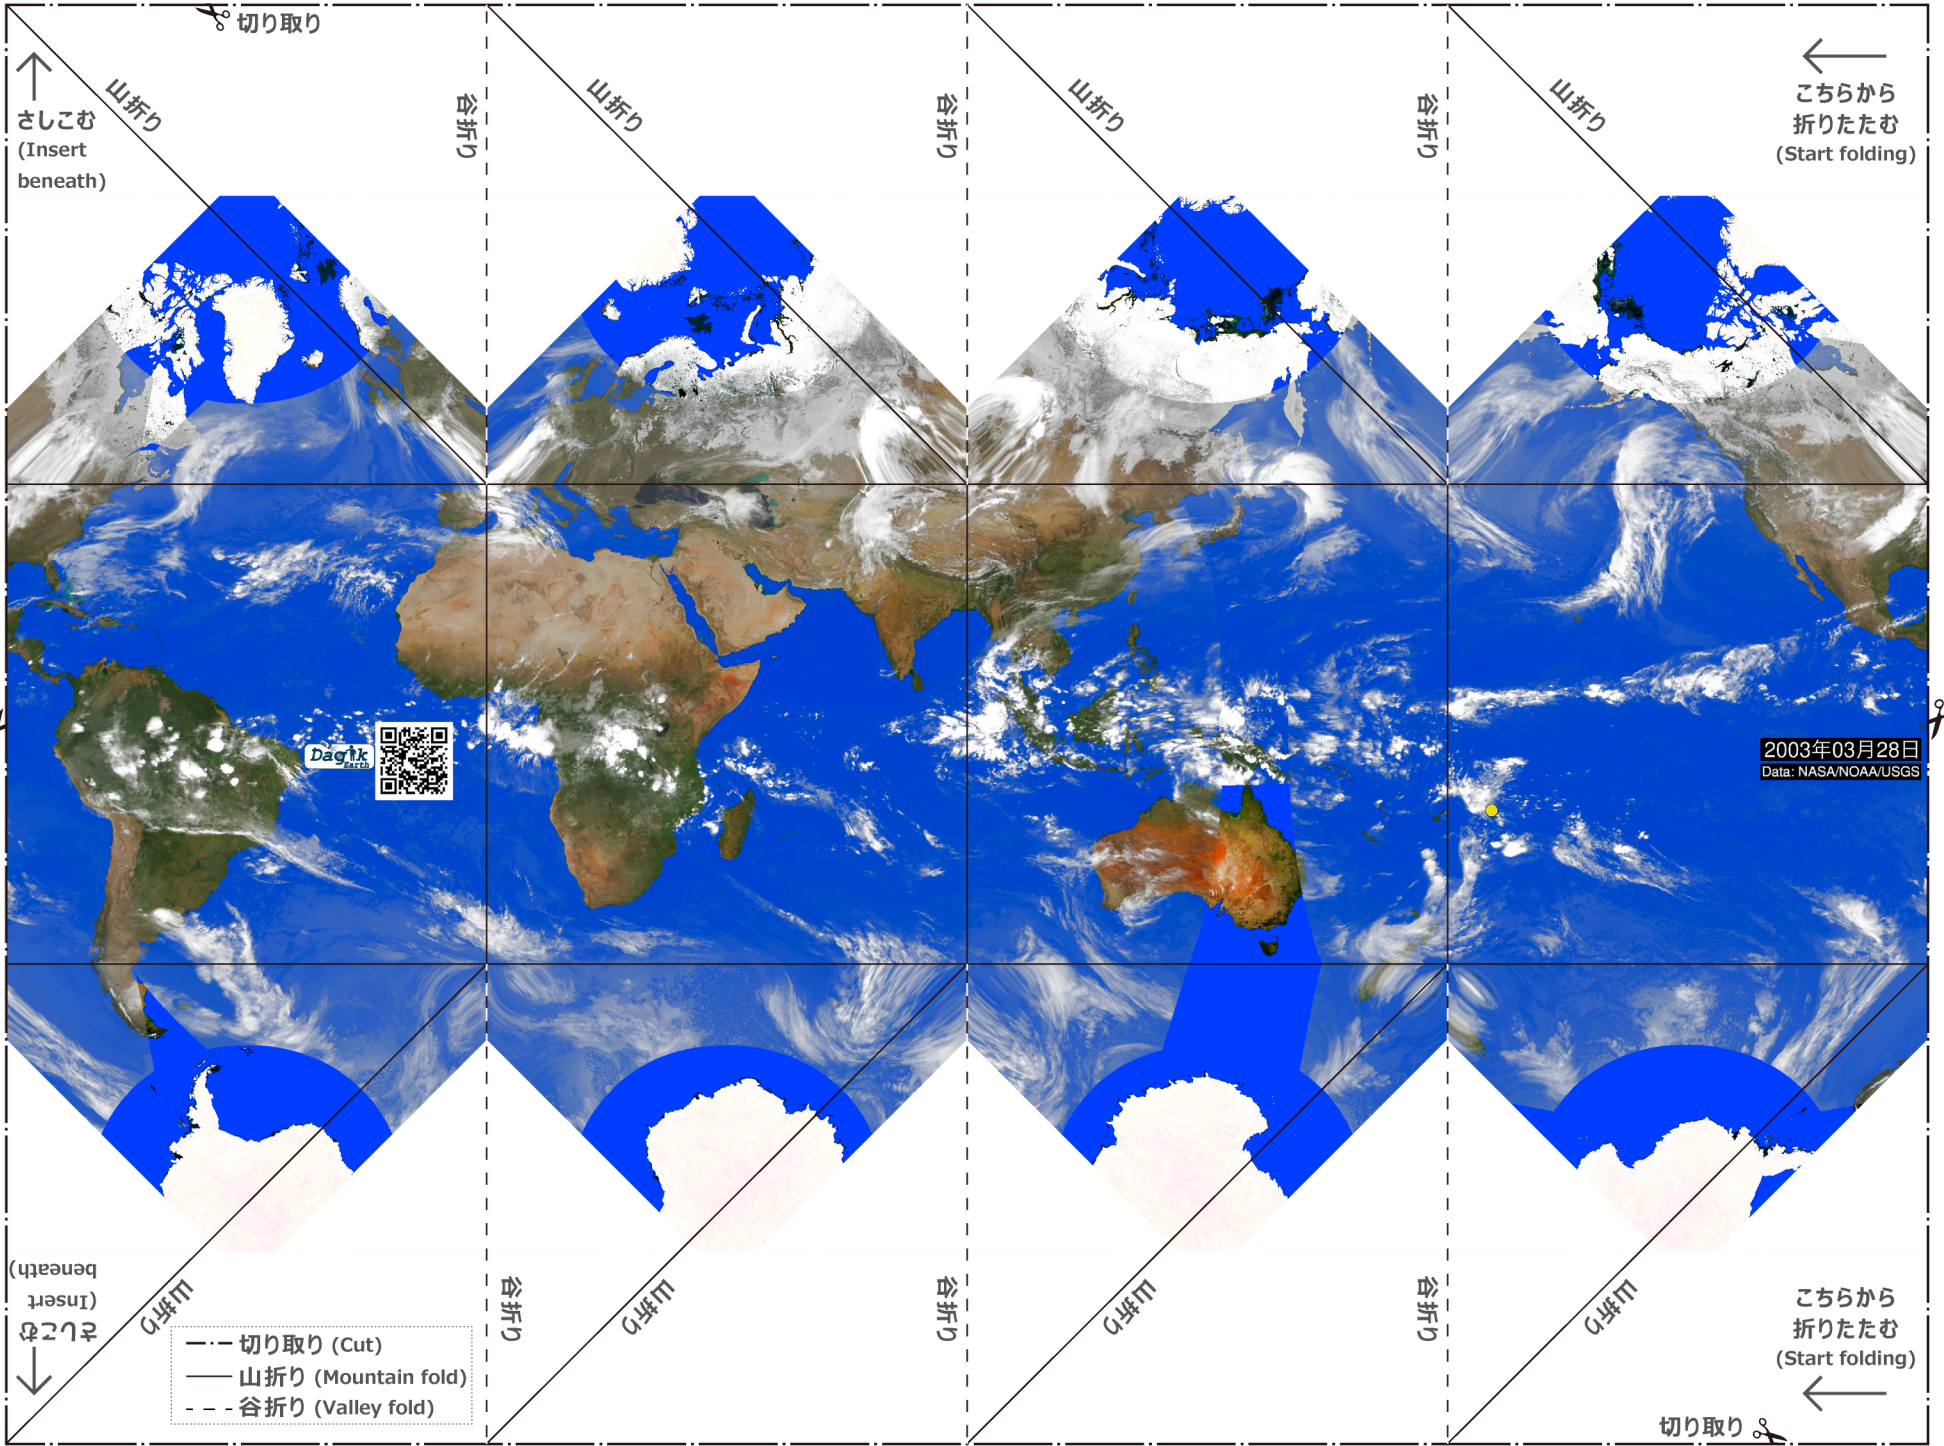 切り取り
山折り
谷折り
山折り
谷折り
山折り
谷折り
山折り
さしこむ
(Insert
beneath)
こちらから
折りたたむ
(Start folding)
Dagik
Earth
2003年03月28日
Data: NASA/NOAA/USGS
さしこむ
(Insert
beneath)
山折り
谷折り
山折り
谷折り
山折り
谷折り
山折り
こちらから
折りたたむ
(Start folding)
切り取り (Cut)
山折り (Mountain fold)
谷折り (Valley fold)
切り取り